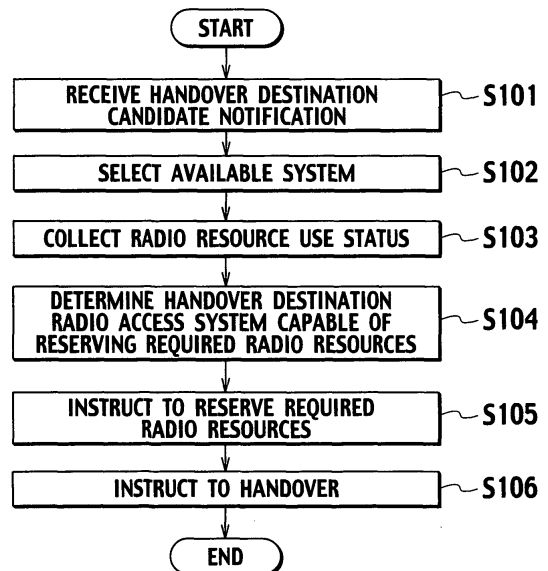 START
RECEIVE HANDOVER DESTINATION
CANDIDATE NOTIFICATION
S101
SELECT AVAILABLE SYSTEM
S102
COLLECT RADIO RESOURCE USE STATUS
S103
DETERMINE HANDOVER DESTINATION
RADIO ACCESS SYSTEM CAPABLE OF
RESERVING REQUIRED RADIO RESOURCES
S104
INSTRUCT TO RESERVE REQUIRED
RADIO RESOURCES
S105
INSTRUCT TO HANDOVER
S106
END